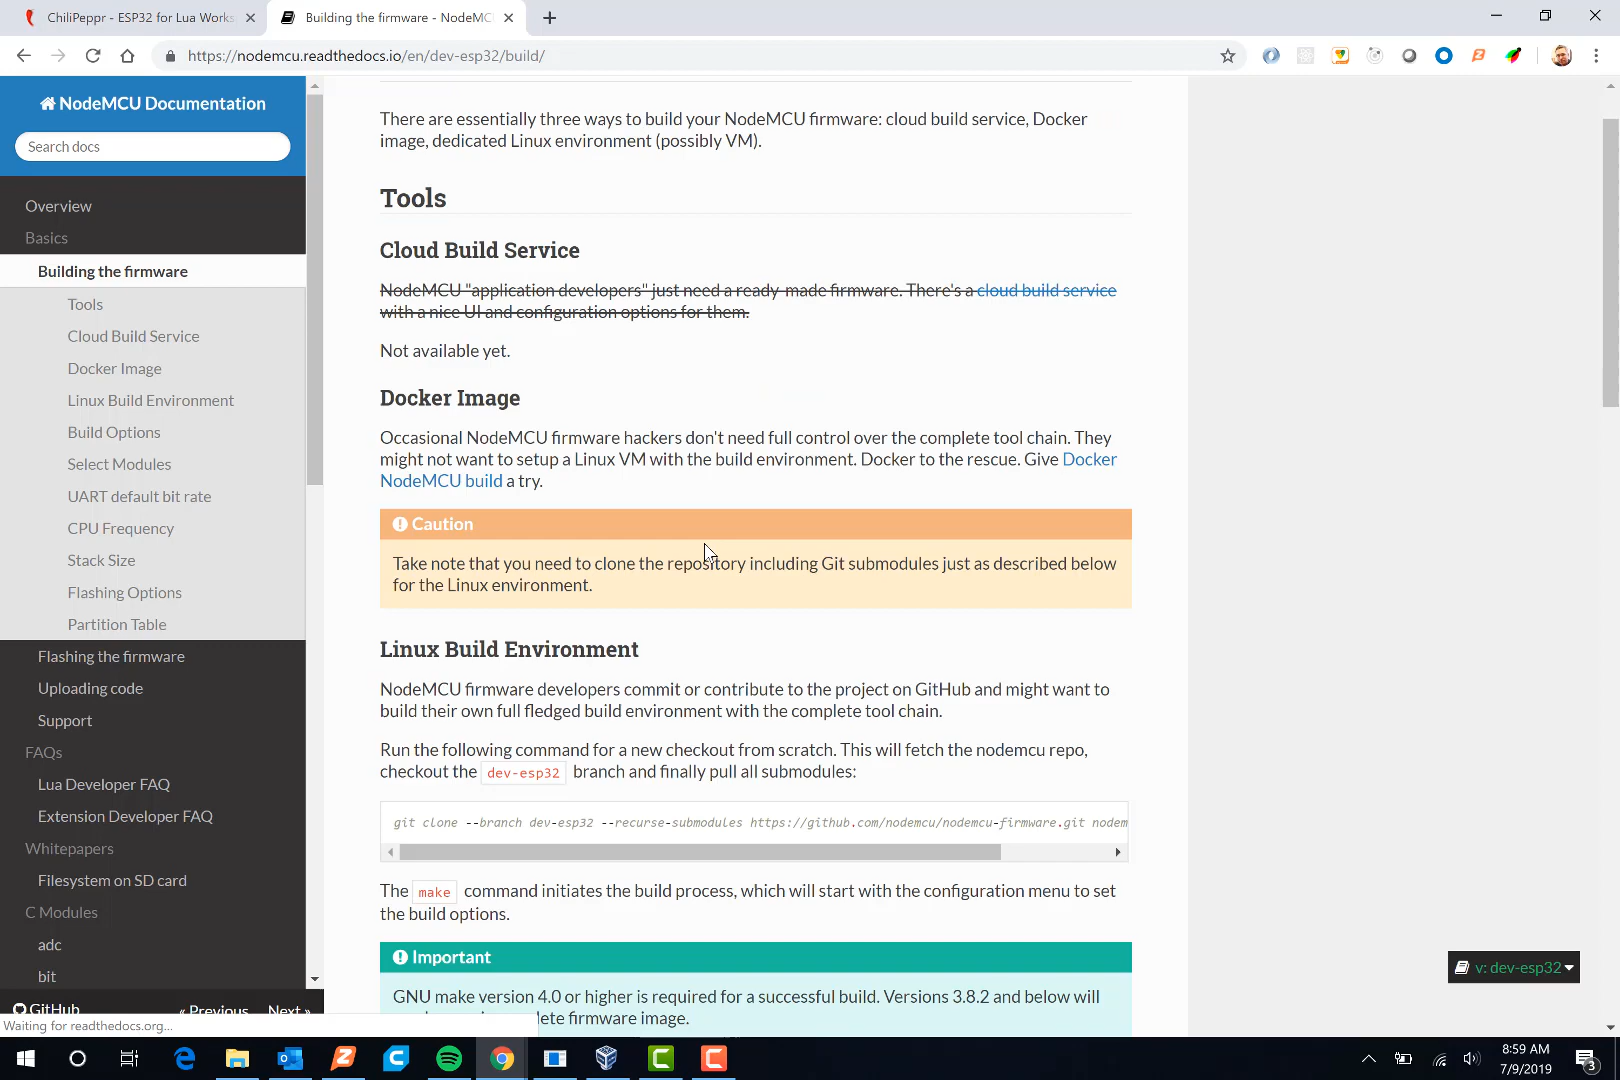 ChiliPeppr - ESP32 for Lua Works
Building the firmware - NodeMC
https://nodemcu.readthedocs.io/en/dev-esp32/build/
NodeMCU Documentation
Search docs
Overview
Basics
Building the firmware
Tools
Cloud Build Service
Docker Image
Linux Build Environment
Build Options
Select Modules
UART default bit rate
CPU Frequency
Stack Size
Flashing Options
Partition Table
Flashing the firmware
Uploading code
Support
FAQs
Lua Developer FAQ
Extension Developer FAQ
Whitepapers
Filesystem on SD card
C Modules
adc
bit
GitHub « Previous Next »
Waiting for readthedocs.org...
There are essentially three ways to build your NodeMCU firmware: cloud build service, Docker
image, dedicated Linux environment (possibly VM).
Tools
Cloud Build Service
NodeMCU "application developers" just need a ready-made firmware. There's a cloud build service
with a nice UI and configuration options for them.
Not available yet.
Docker Image
Occasional NodeMCU firmware hackers don't need full control over the complete tool chain. They
might not want to setup a Linux VM with the build environment. Docker to the rescue. Give Docker
NodeMCU build a try.
Caution
Take note that you need to clone the repository including Git submodules just as described below
for the Linux environment.
Linux Build Environment
NodeMCU firmware developers commit or contribute to the project on GitHub and might want to
build their own full fledged build environment with the complete tool chain.
Run the following command for a new checkout from scratch. This will fetch the nodemcu repo,
checkout the dev-esp32 branch and finally pull all submodules:
git clone --branch dev-esp32 --recurse-submodules https://github.com/nodemcu/nodemcu-firmware.git nodem
The make command initiates the build process, which will start with the configuration menu to set
the build options.
Important
GNU make version 4.0 or higher is required for a successful build. Versions 3.8.2 and below will
lete firmware image.
v: dev-esp32
8:59 AM
7/9/2019
3